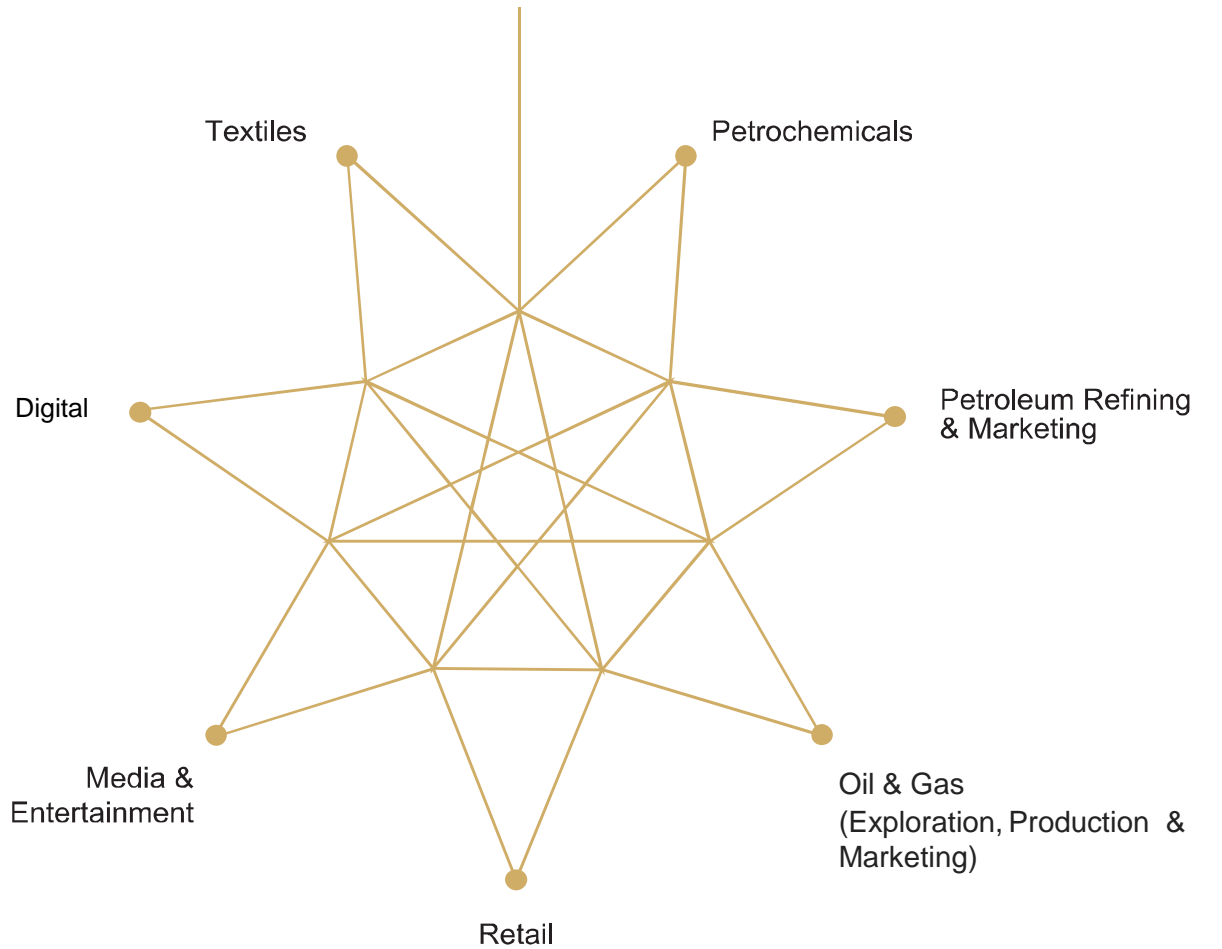 Textiles
Petrochemicals
Digital
Petroleum Refining
& Marketing
Media &
Entertainment
Oil & Gas
(Exploration, Production &
Marketing)
Retail